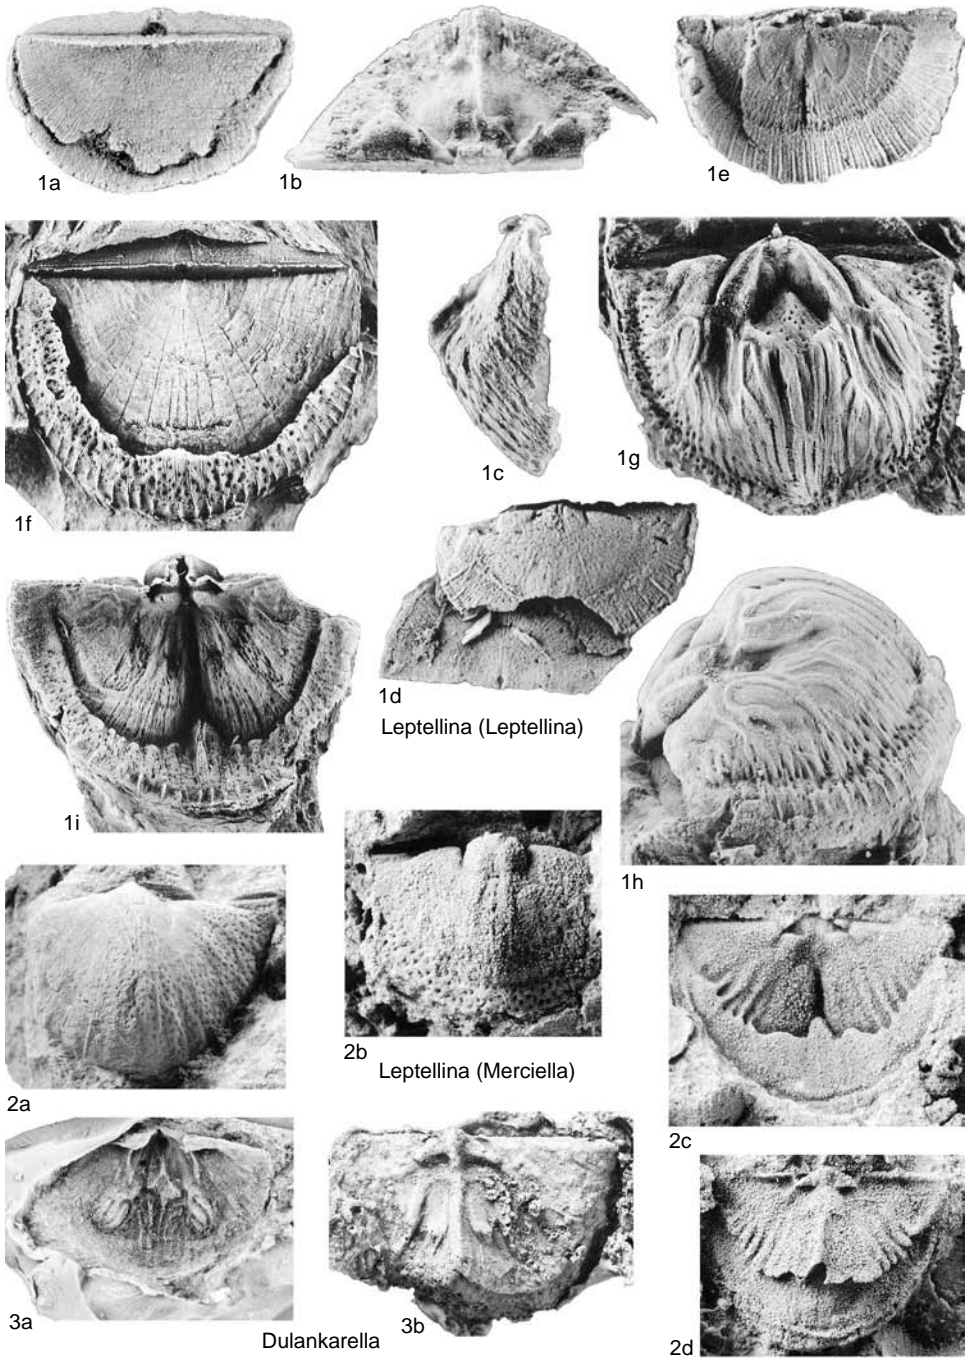 1a
1b
1e
1f
1c
1g
1d
Leptellina (Leptellina)
1i
1h
2a
2b
Leptellina (Merciella)
2c
3a
3b
Dulankarella
2d